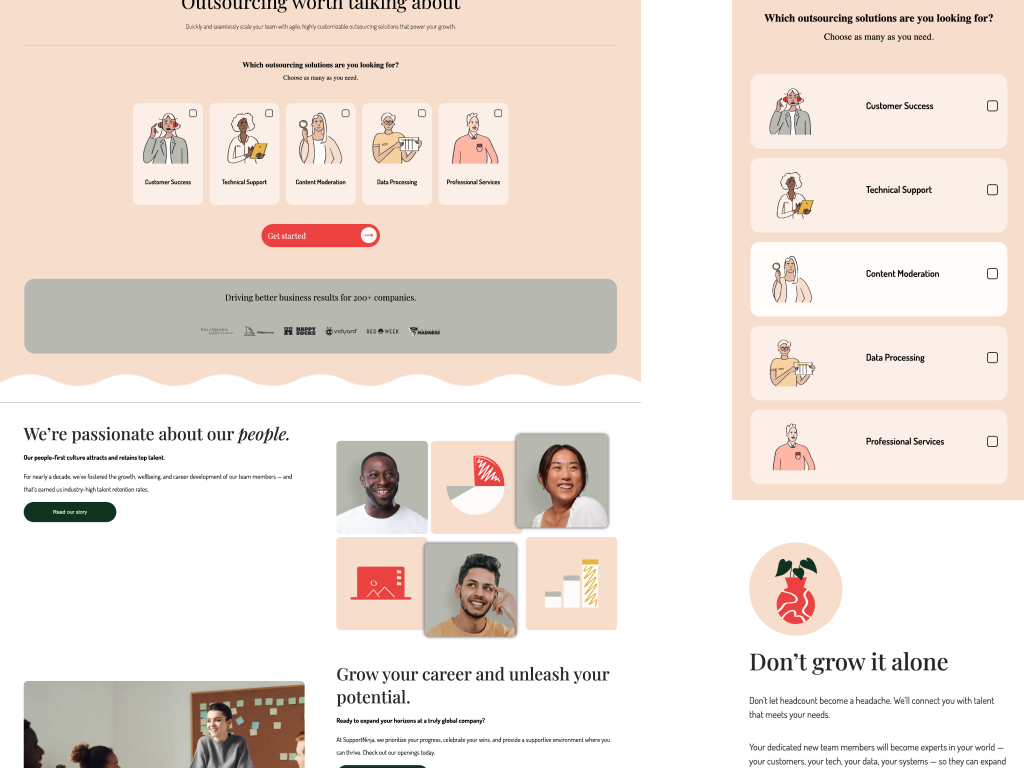 Outsourcing worth talking about
Quickly and seamlessly scale your team with agile, highly customizable outsourcing solutions that power your growth.
Which outsourcing solutions are you looking for?
Choose as many as you need.
Customer Success
Technical Support
Content Moderation
Data Processing
Professional Services
Get started
Driving better business results for 200+ companies.
HAPPY
SOCKS
vidyard
BED WEEK
MADNESS
We're passionate about our people.
Our people-first culture attracts and retains top talent.
For nearly a decade, we've fostered the growth, wellbeing, and career development of our team members — and
that's earned us industry-high talent retention rates.
Read our story
Grow your career and unleash your
potential.
Ready to expand your horizons at a truly global company?
At SupportNinja, we prioritize your progress, celebrate your wins, and provide a supportive environment where you
can thrive. Check out our openings today.
Which outsourcing solutions are you looking for?
Choose as many as you need.
Customer Success
Technical Support
Content Moderation
Data Processing
Professional Services
Don't grow it alone
Don't let headcount become a headache. We'll connect you with talent
that meets your needs.
Your dedicated new team members will become experts in your world —
your customers, your tech, your data, your systems — so they can expand